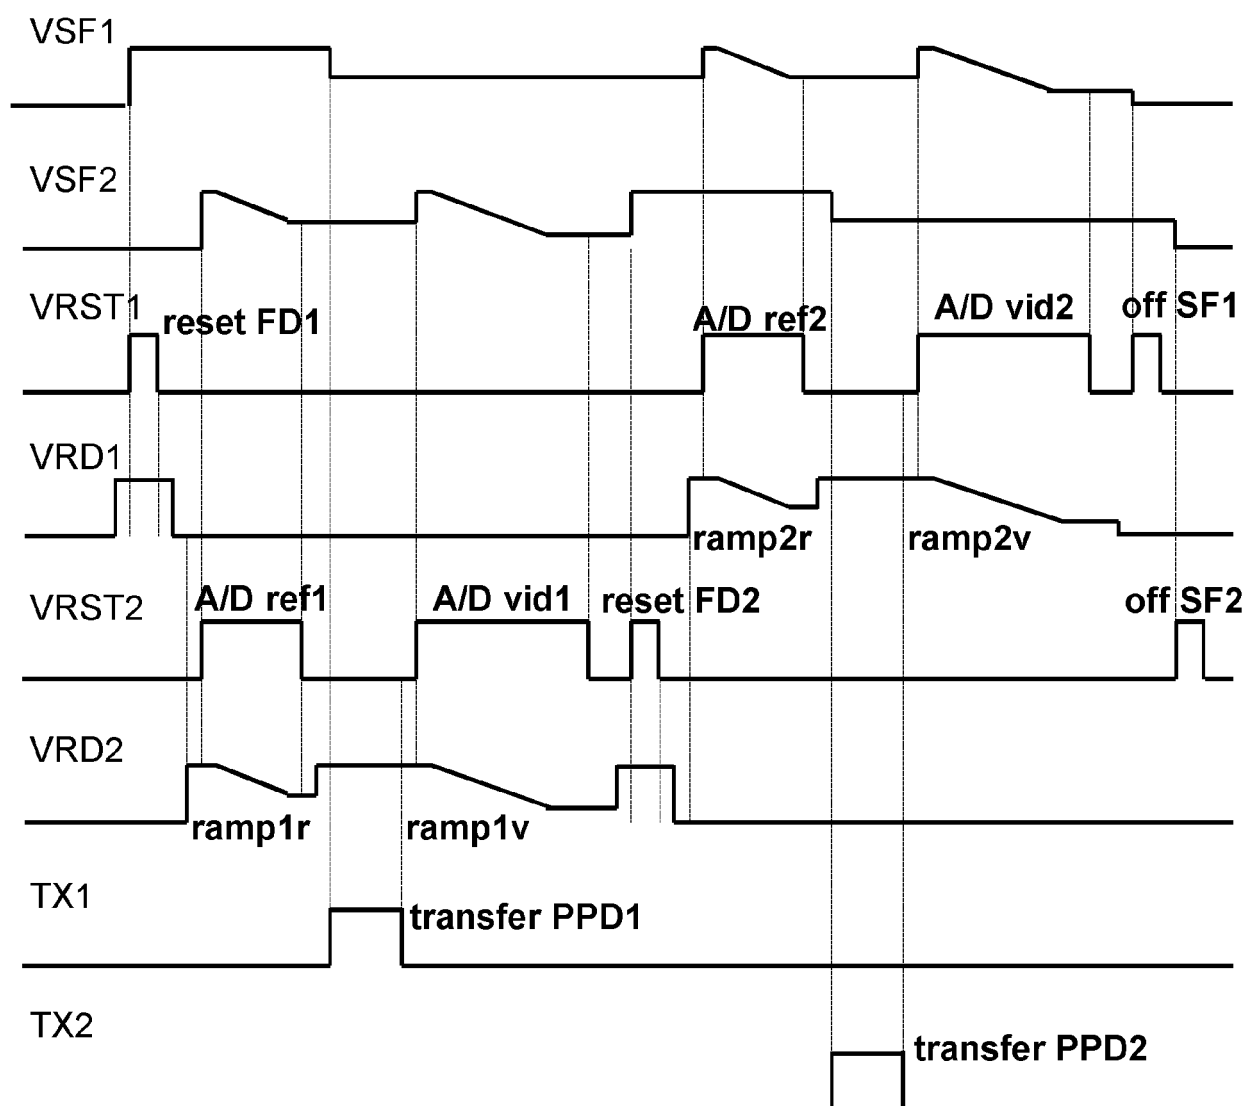 VSF1
VSF2
VRST1
reset FD1
A/D ref2
A/D vid2
off SF1
VRD1
ramp2r
ramp2v
VRST2
A/D ref1
A/D vid1
reset FD2
off SF2
VRD2
ramp1r
ramp1v
TX1
transfer PPD1
TX2
transfer PPD2